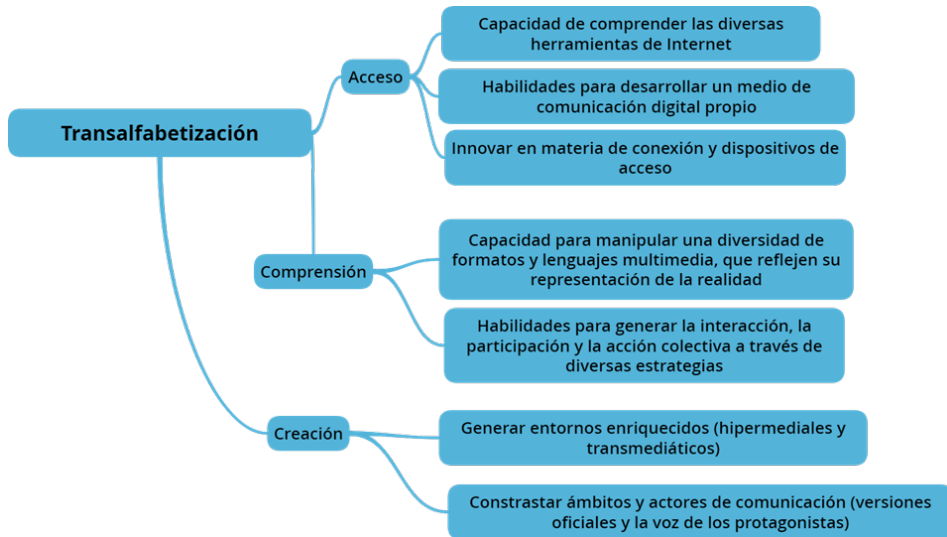 Transalfabetización
Acceso
Capacidad de comprender las diversas
herramientas de Internet
Habilidades para desarrollar un medio de
comunicación digital propio
Innovar en materia de conexión y dispositivos de
acceso
Comprensión
Capacidad para manipular una diversidad de
formatos y lenguajes multimedia, que reflejen su
representación de la realidad
Habilidades para generar la interacción, la
participación y la acción colectiva a través de
diversas estrategias
Creación
Generar entornos enriquecidos (hipermediales y
transmediáticos)
Constrastar ámbitos y actores de comunicación (versiones
oficiales y la voz de los protagonistas)